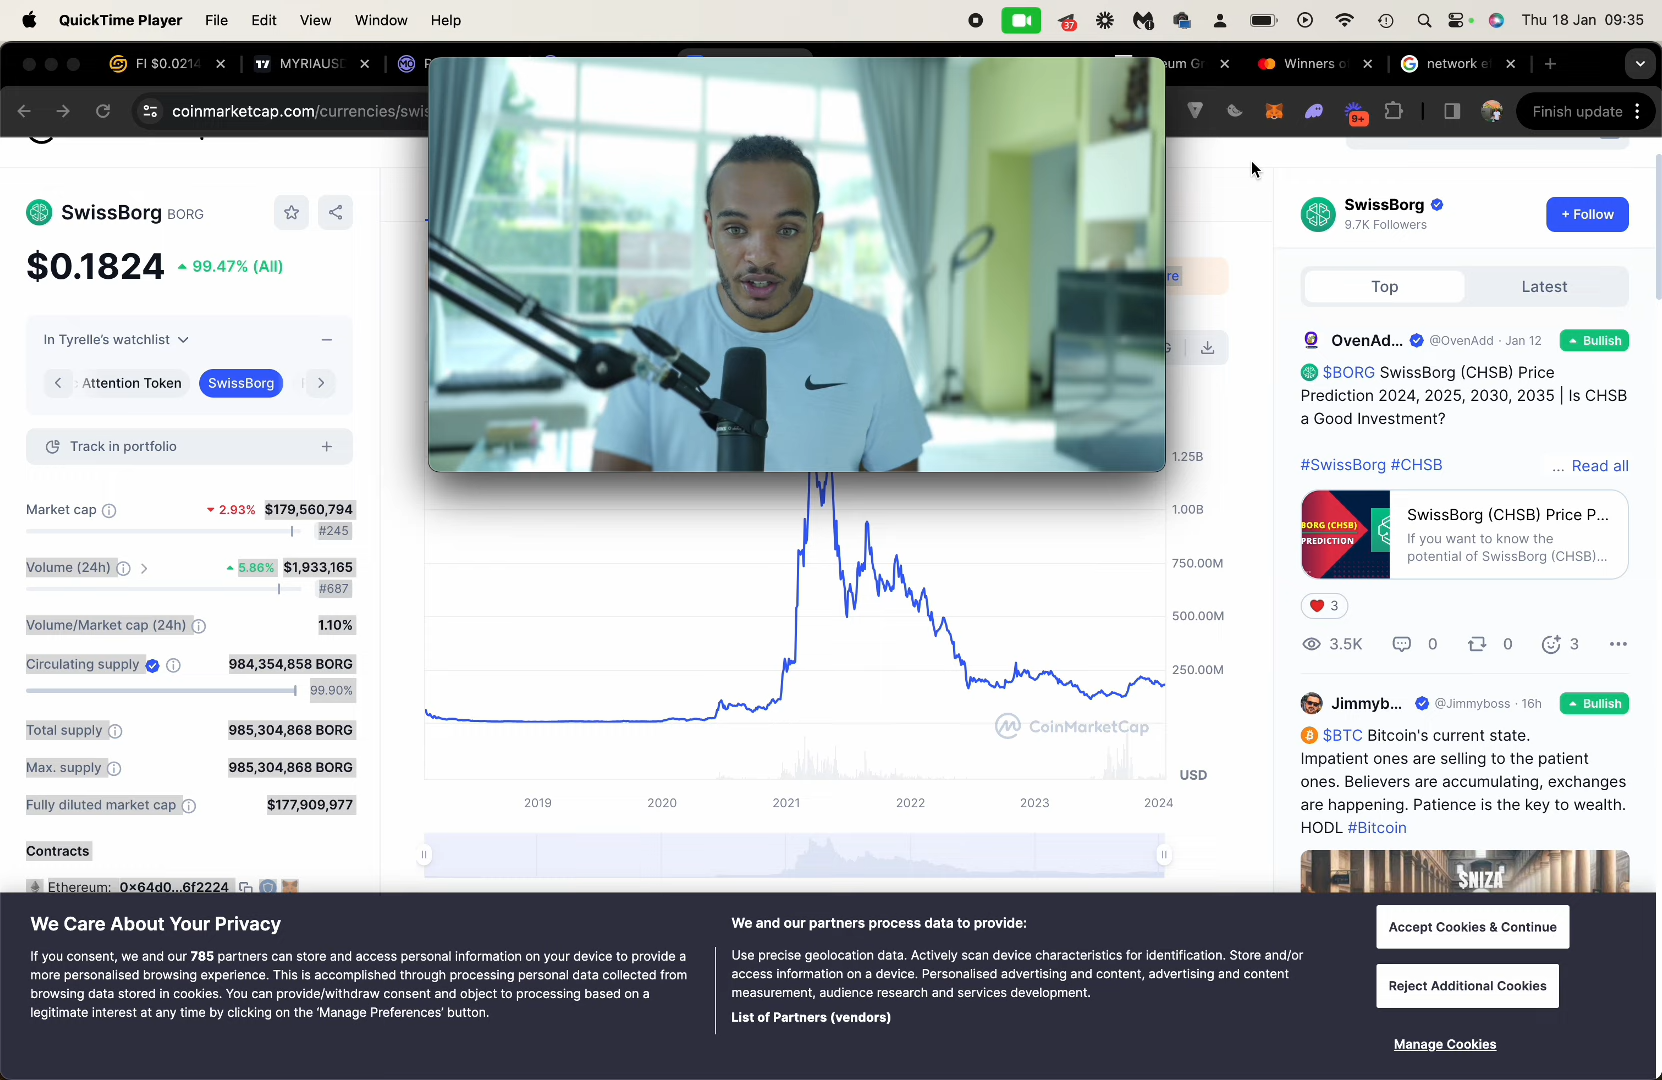 QuickTime Player File Edit View Window Help
37
Thu 18 Jan 09:35
FI $0.0214
MYRIAUSD
um Gr
Winners o
network e
coinmarketcap.com/currencies/swis
9+
Finish update
SwissBorg BORG
$0.1824 99.47% (All)
In Tyrelle's watchlist
Attention Token SwissBorg
Track in portfolio
Market cap 2.93% $179,560,794
#245
Volume (24h) 5.86% $1,933,165
#687
Volume/Market cap (24h) 1.10%
Circulating supply 984,354,858 BORG
99.90%
Total supply 985,304,868 BORG
Max. supply 985,304,868 BORG
Fully diluted market cap $177,909,977
Contracts
Ethereum: 0x64d0...6f2224
re
1.25B
1.00B
750.00M
500.00M
250.00M
CoinMarketCap
USD
2019 2020 2021 2022 2023 2024
SwissBorg
9.7K Followers
+ Follow
Top Latest
OvenAd... @OvenAdd · Jan 12 Bullish
$BORG SwissBorg (CHSB) Price
Prediction 2024, 2025, 2030, 2035 | Is CHSB
a Good Investment?
#SwissBorg #CHSB ... Read all
BORG (CHSB)
PREDICTION
SwissBorg (CHSB) Price P...
If you want to know the
potential of SwissBorg (CHSB)...
3
3.5K 0 0 3
Jimmyb... @Jimmyboss · 16h Bullish
$BTC Bitcoin's current state.
Impatient ones are selling to the patient
ones. Believers are accumulating, exchanges
are happening. Patience is the key to wealth.
HODL #Bitcoin
$NIZA
We Care About Your Privacy
If you consent, we and our 785 partners can store and access personal information on your device to provide a
more personalised browsing experience. This is accomplished through processing personal data collected from
browsing data stored in cookies. You can provide/withdraw consent and object to processing based on a
legitimate interest at any time by clicking on the 'Manage Preferences' button.
We and our partners process data to provide:
Use precise geolocation data. Actively scan device characteristics for identification. Store and/or
access information on a device. Personalised advertising and content, advertising and content
measurement, audience research and services development.
List of Partners (vendors)
Accept Cookies & Continue
Reject Additional Cookies
Manage Cookies